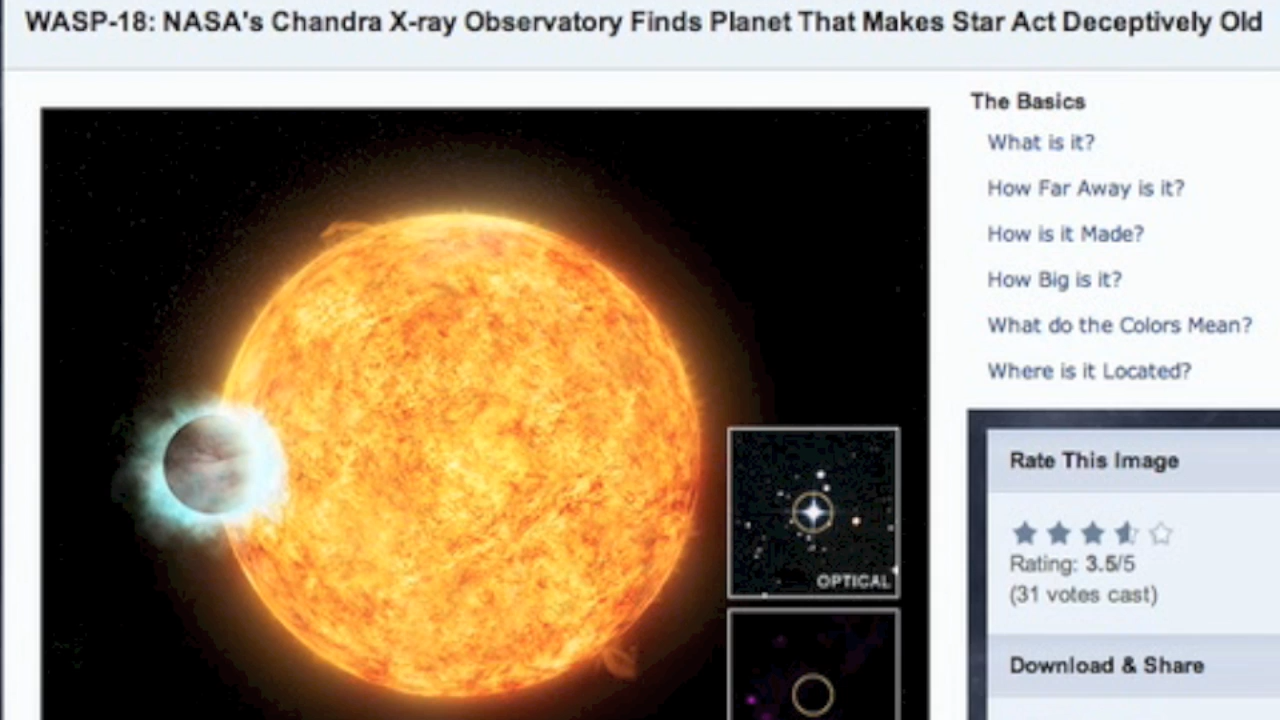 WASP-18: NASA's Chandra X-ray Observatory Finds Planet That Makes Star Act Deceptively Old
The Basics
What is it?
How Far Away is it?
How is it Made?
How Big is it?
What do the Colors Mean?
Where is it Located?
OPTICAL
Rate This Image
Rating: 3.5/5
(31 votes cast)
Download & Share